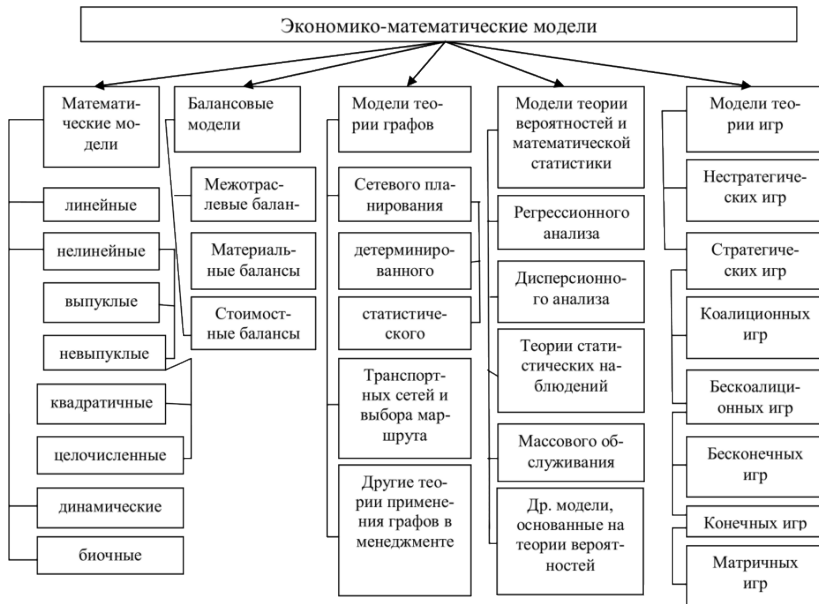 Экономико-математические модели
Математи-
ческие мо-
дели
линейные
нелинейные
выпуклые
невыпуклые
квадратичные
целочисленные
динамические
биочные
Балансовые
модели
Межотрас-
левые балан-
Материаль-
ные балансы
Стоимост-
ные балансы
Модели теории графов
Сетевого пла-
нирования
детерминиро-
ванного
статистического
Транспорт-
ных сетей и
выбора мар-
шрута
Другие тео-
рии примене-
ния графов в
менеджменте
Модели теории
вероятностей и
математической
статистики
Регрессионного
анализа
Дисперсионно-
го анализа
Теории стати-
стических на-
блюдений
Массового об-
служивания
Др. модели,
основанные на
теории вероят-
ностей
Модели тео-
рии игр
Нестратегиче-
ских игр
Стратегиче-
ских игр
Коалиционных
игр
Бескоалици-
онных игр
Бесконечных
игр
Конечных игр
Матричных
игр